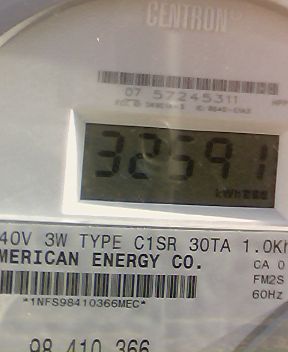 CENTRON®
07 57245311
32591
kWh
40V 3W TYPE C1SR 30TA 1.0Kh
MERICAN ENERGY CO.
CA 0
FM2S
60Hz
*1NFS98410366MEC*
98 410 366